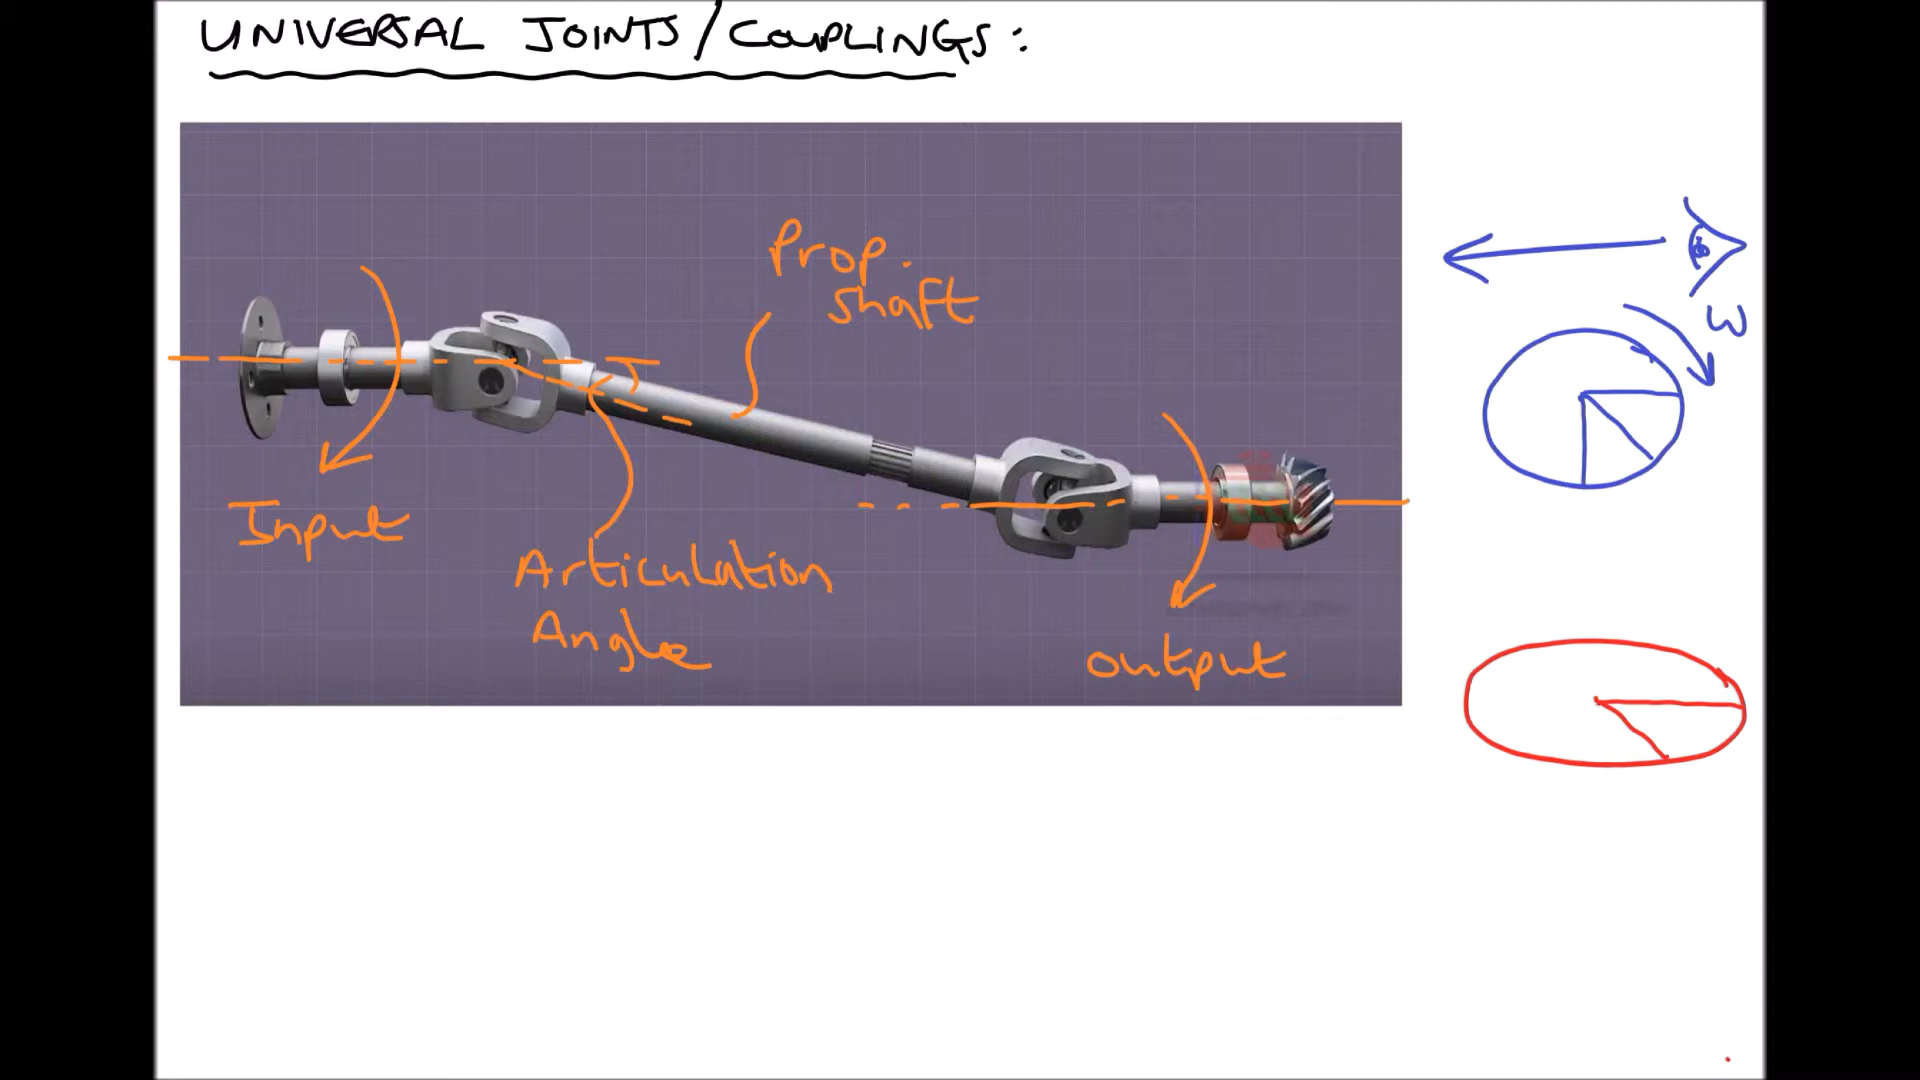 UNIVERSAL JOINTS/COUPLINGS:
Prop.
shaft
Input
Articulation
Angle
output
ω